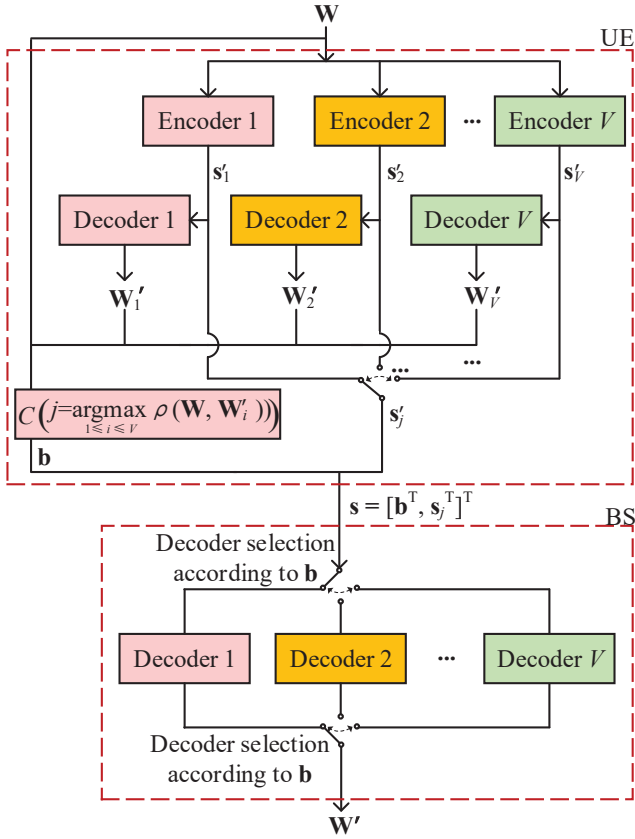 W
UE
Encoder 1
Encoder 2
...
Encoder V
s′1
s′2
s′V
Decoder 1
Decoder 2
Decoder V
W1′
W2′
WV′
...
...
C(j=argmax ρ(W, W′i)))
1≤i≤V
s′j
b
s = [bᵀ, sjᵀ]ᵀ
BS
Decoder selection
according to b
Decoder 1
Decoder 2
...
Decoder V
Decoder selection
according to b
W′